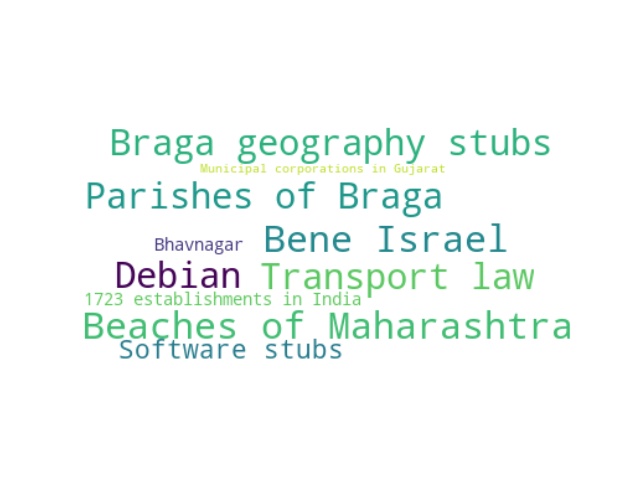 Braga geography stubs
Municipal corporations in Gujarat
Parishes of Braga
Bhavnagar
Bene Israel
Debian
Transport law
1723 establishments in India
Beaches of Maharashtra
Software stubs